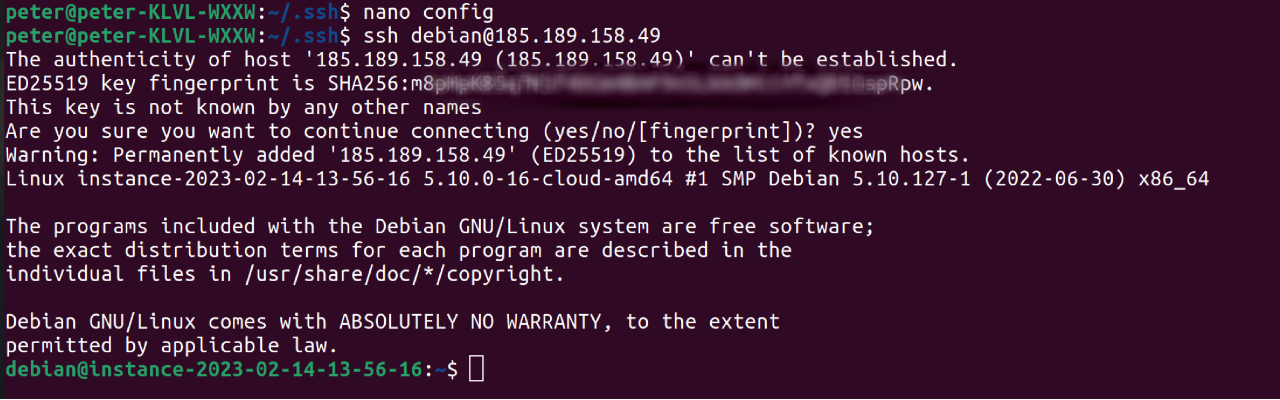 peter@peter-KLVL-WXXW:~/.ssh$ nano config
peter@peter-KLVL-WXXW:~/.ssh$ ssh debian@185.189.158.49
The authenticity of host '185.189.158.49 (185.189.158.49)' can't be established.
ED25519 key fingerprint is
This key is not known by any other names
Are you sure you want to continue connecting (yes/no/[fingerprint])? yes
Warning: Permanently added '185.189.158.49' (ED25519) to the list of known hosts.
Linux instance-2023-02-14-13-56-16 5.10.0-16-cloud-amd64 #1 SMP Debian 5.10.127-1 (2022-06-30) x86_64
The programs included with the Debian GNU/Linux system are free software;
the exact distribution terms for each program are described in the
individual files in /usr/share/doc/*/copyright.
Debian GNU/Linux comes with ABSOLUTELY NO WARRANTY, to the extent
permitted by applicable law.
debian@instance-2023-02-14-13-56-16:~$